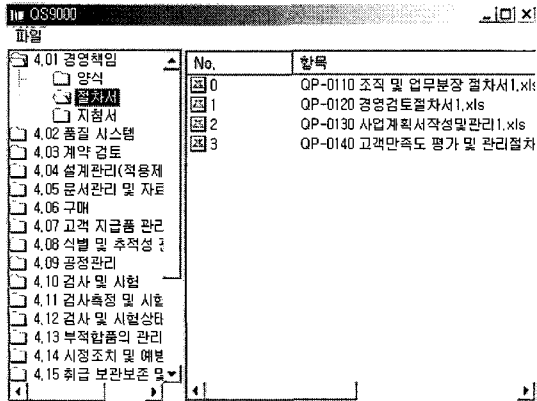 QS9000
파일
4.01 경영책임
양식
절차서
지침서
4.02 품질 시스템
4.03 계약 검토
4.04 설계관리(적용제
4.05 문서관리 및 자료
4.06 구매
4.07 고객 지급품 관리
4.08 식별 및 추적성
4.09 공정관리
4.10 검사 및 시험
4.11 검사측정 및 시험
4.12 검사 및 시험상태
4.13 부적합품의 관리
4.14 시정조치 및 예방
4.15 취급 보관보존 및
No. 항목
0 QP-0110 조직 및 업무분장 절차서1.xls
1 QP-0120 경영검토절차서1.xls
2 QP-0130 사업계획서작성및관리1.xls
3 QP-0140 고객만족도 평가 및 관리절차